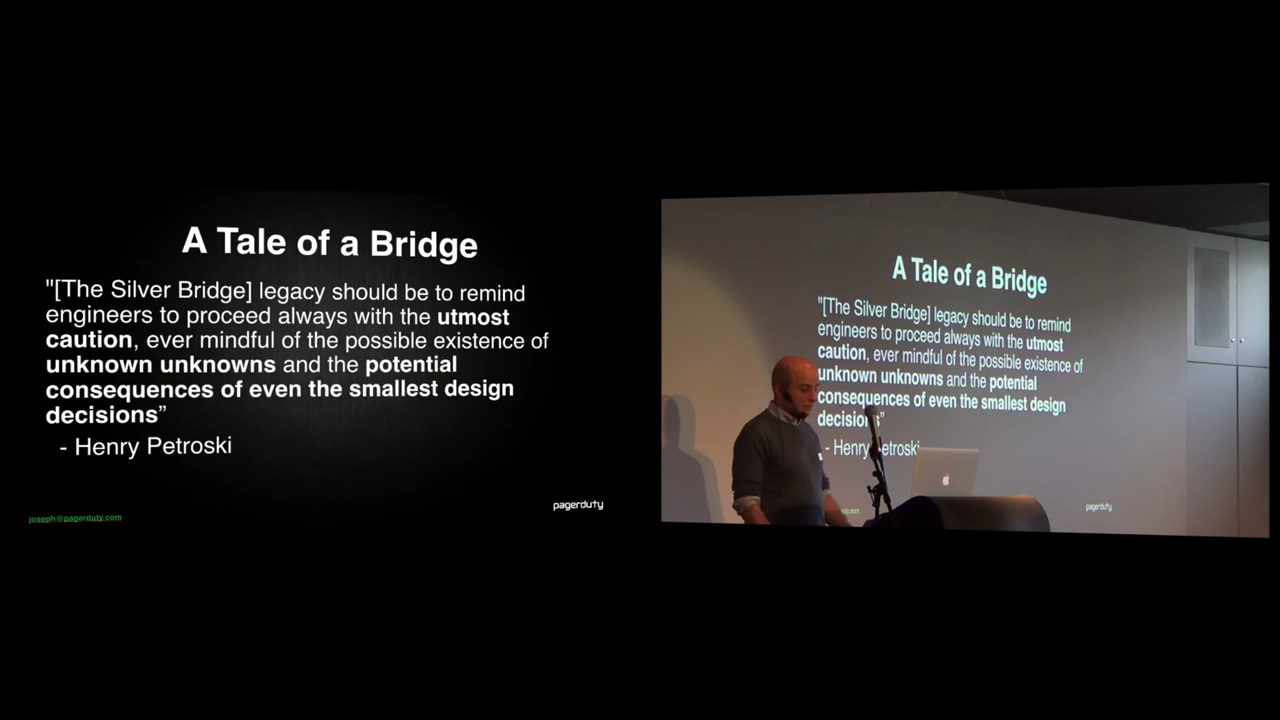 A Tale of a Bridge
"[The Silver Bridge] legacy should be to remind
engineers to proceed always with the utmost
caution, ever mindful of the possible existence of
unknown unknowns and the potential
consequences of even the smallest design
decisions”
- Henry Petroski
joseph@pagerduty.com
pagerduty
A Tale of a Bridge
"[The Silver Bridge] legacy should be to remind
engineers to proceed always with the utmost
caution, ever mindful of the possible existence of
unknown unknowns and the potential
consequences of even the smallest design
decisions”
- Henry Petroski
pagerduty